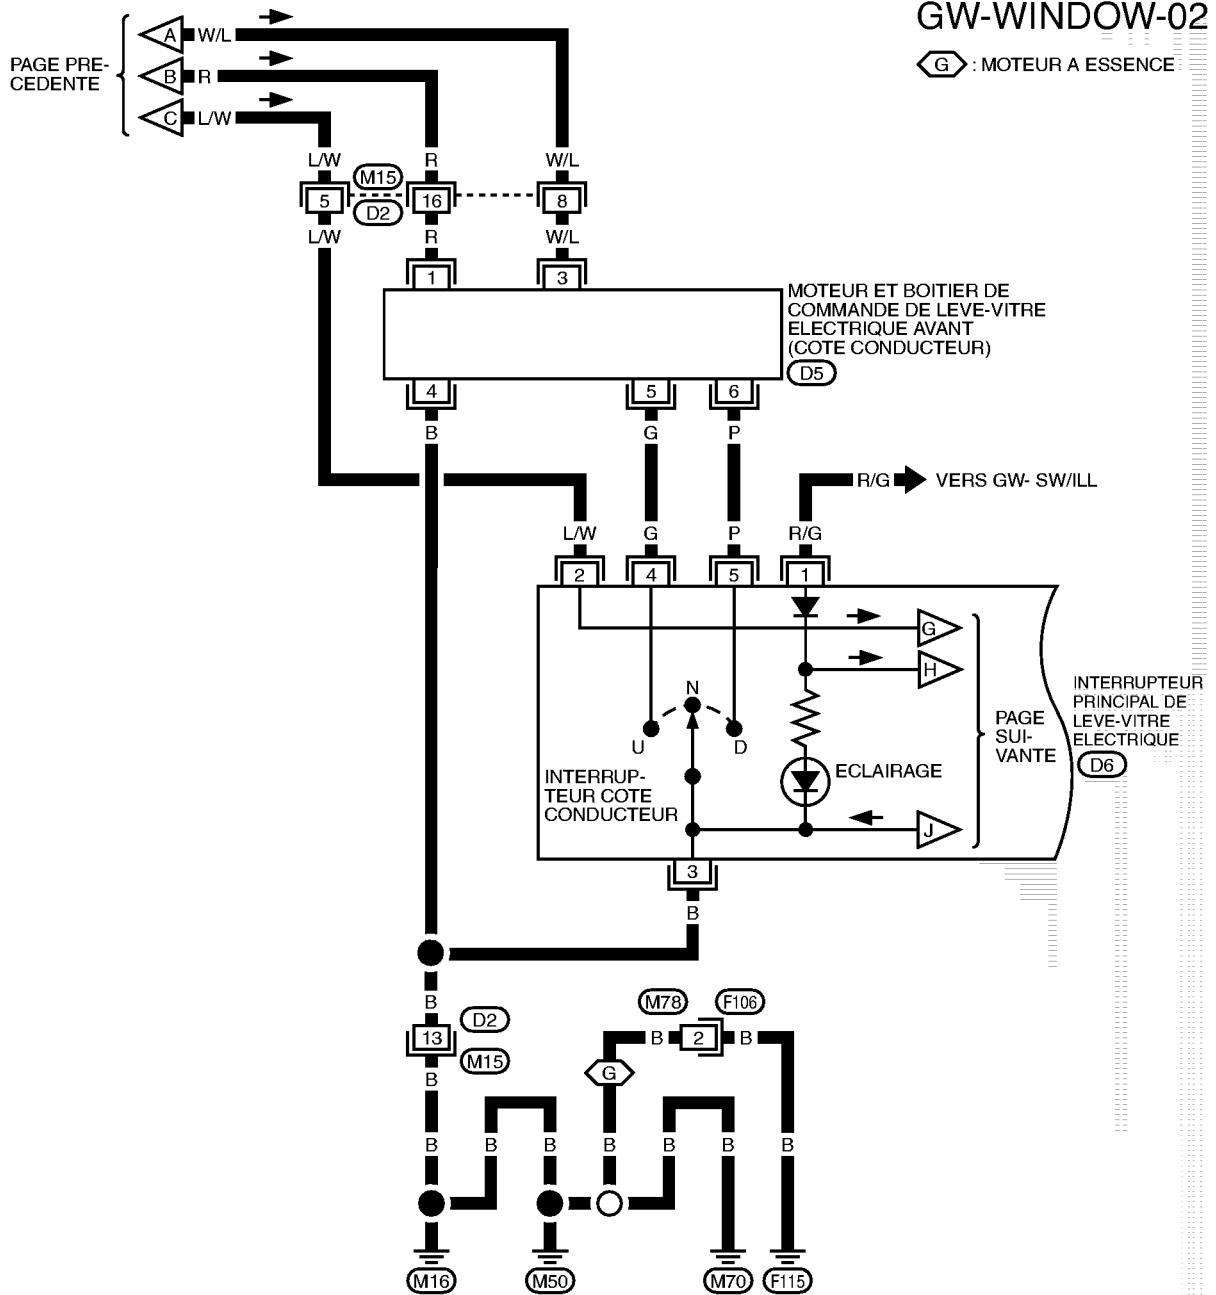 GW-WINDOW-02
G : MOTEUR A ESSENCE
PAGE PRE-
CEDENTE
A W/L
B R
C L/W
L/W R W/L
M15
5 16 8
D2
L/W R W/L
1 3
MOTEUR ET BOITIER DE
COMMANDE DE LEVE-VITRE
ELECTRIQUE AVANT
(COTE CONDUCTEUR)
D5
4 5 6
B G P
R/G VERS GW- SW/ILL
L/W G P R/G
2 4 5 1
G
H
N
U D
PAGE
SUI-
VANTE
INTERRUPTEUR
PRINCIPAL DE
LEVE-VITRE
ELECTRIQUE
D6
ECLAIRAGE
INTERRUP-
TEUR COTE
CONDUCTEUR
J
3
B
B
D2
13
M15
B
M78 F106
B 2 B
G
B B B B B B B
M16 M50 M70 F115